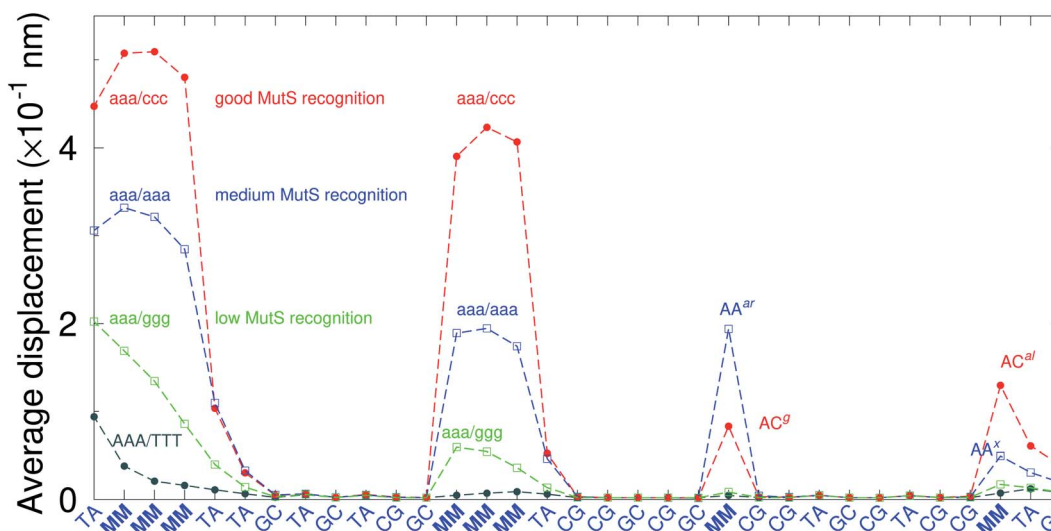 Average displacement (×10⁻¹ nm)
4
2
0
aaa/ccc
good MutS recognition
aaa/ccc
aaa/aaa
medium MutS recognition
aaa/aaa
AA^ar
aaa/ggg
low MutS recognition
AC^al
AC^g
AAA/TTT
aaa/ggg
AA^x
TA MM MM MM TA TA GC TA GC TA CG GC MM MM MM TA CG CG CG CG GC MM CG CG TA GC CG TA CG CG MM TA